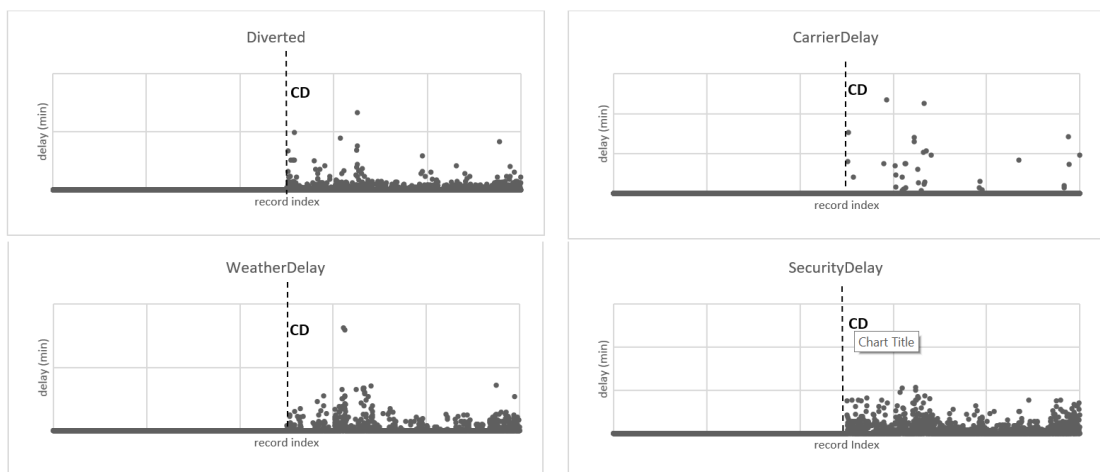 Diverted
CD
delay (min)
record index
CarrierDelay
CD
delay (min)
record index
WeatherDelay
CD
delay (min)
record index
SecurityDelay
CD
Chart Title
delay (min)
record Index